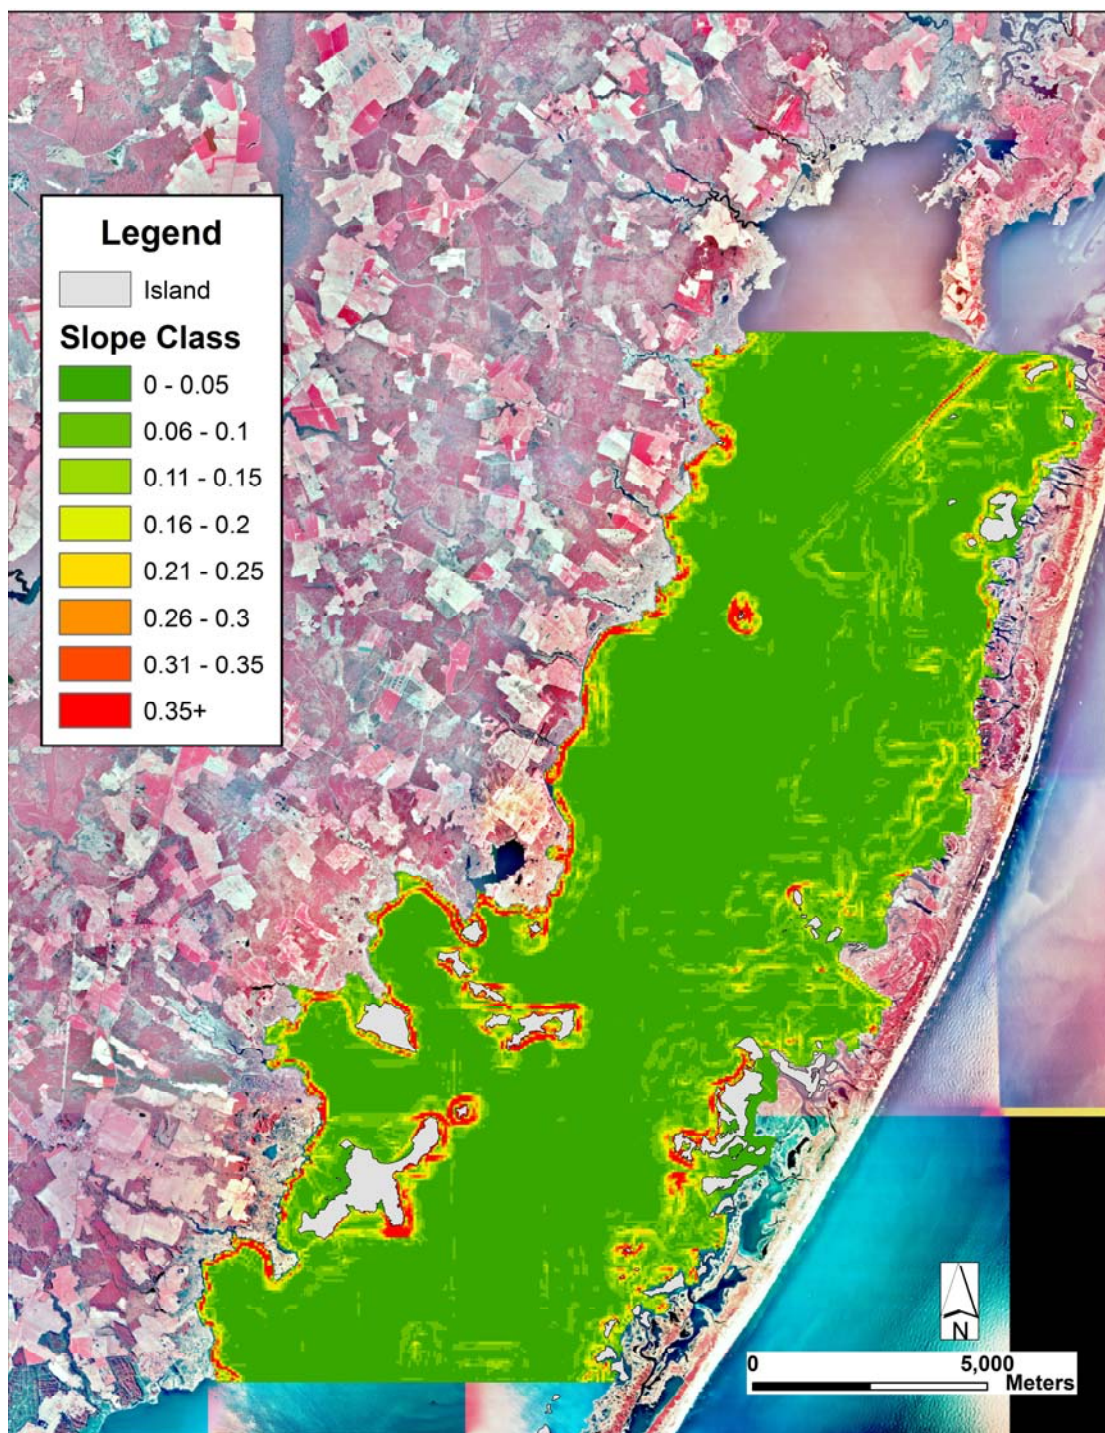 Legend
Island
Slope Class
0 - 0.05
0.06 - 0.1
0.11 - 0.15
0.16 - 0.2
0.21 - 0.25
0.26 - 0.3
0.31 - 0.35
0.35+
N
0 5,000
Meters